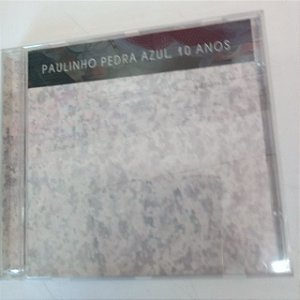 PAULINHO PEDRA AZUL. 10 ANOS